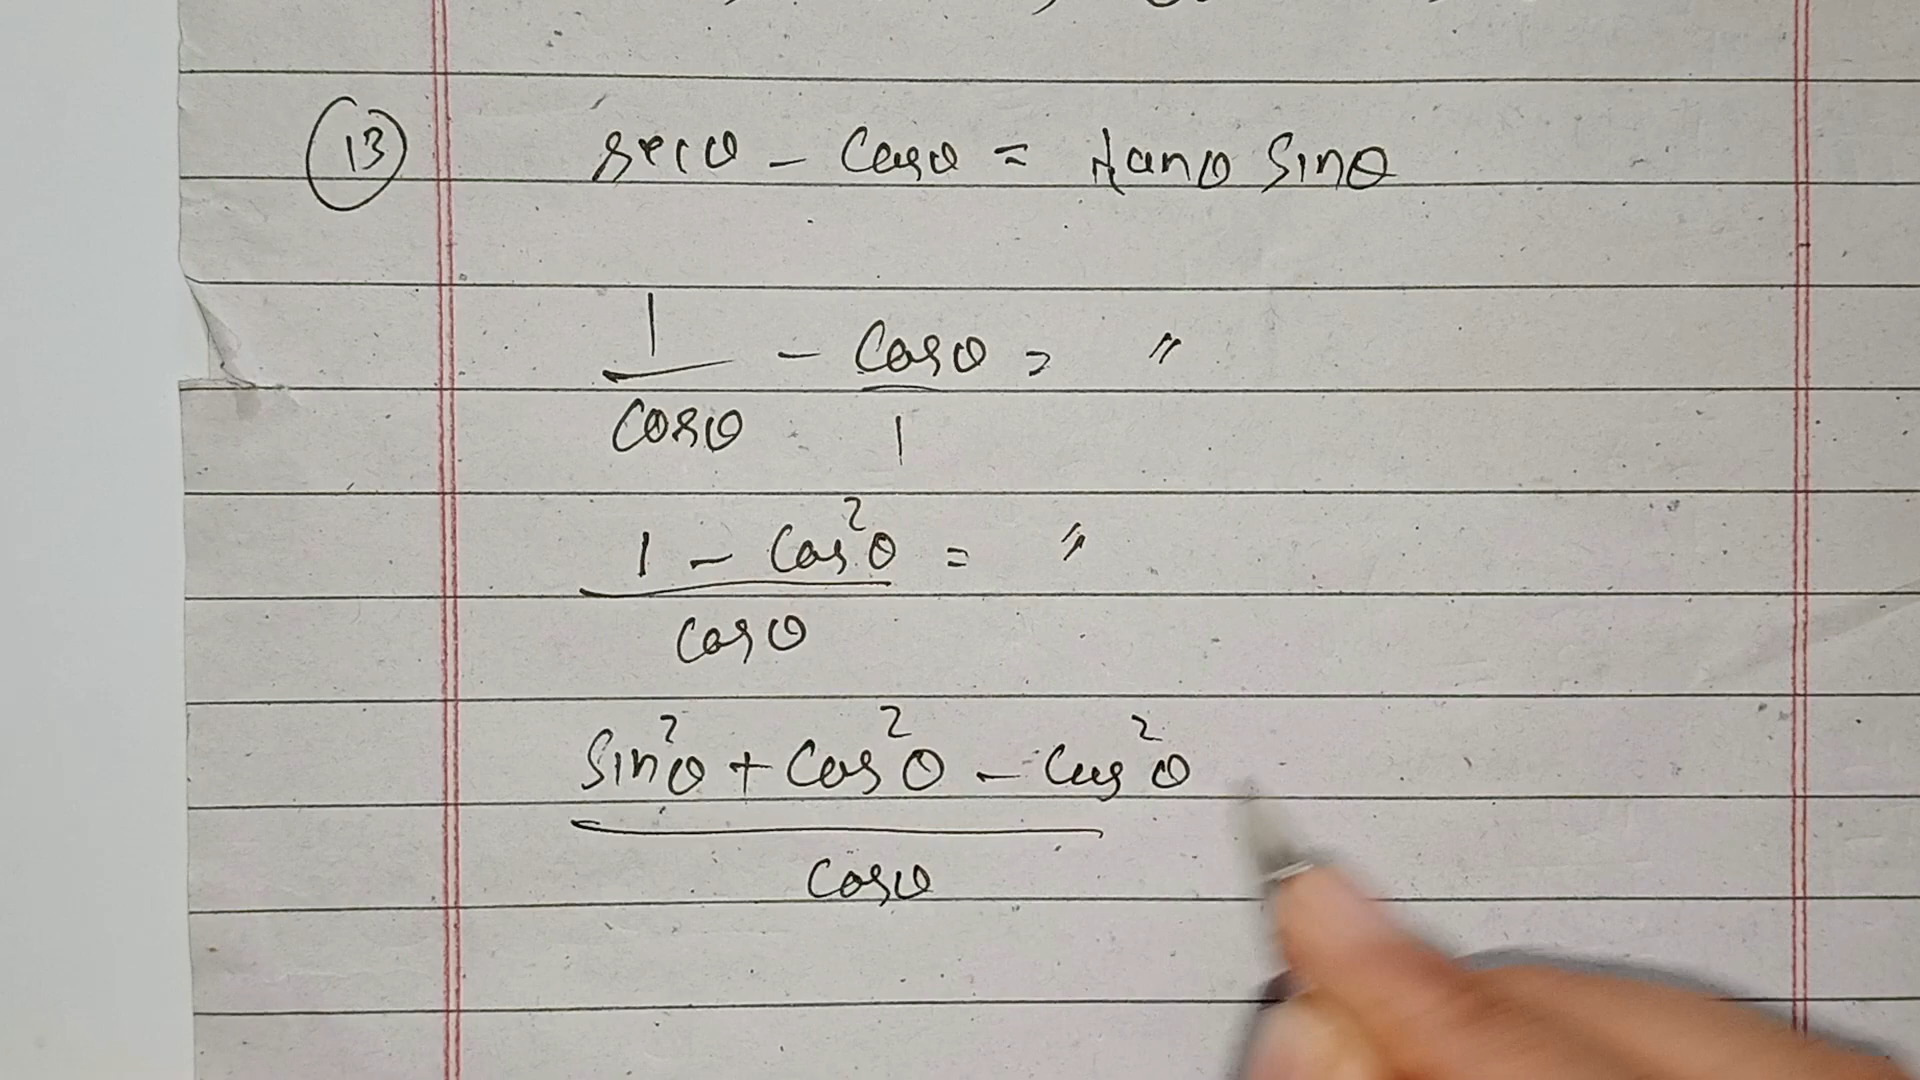 13 secθ - cosθ = tanθ sinθ
1/cosθ - cosθ/1 = "
1 - cos²θ / cosθ = "
sin²θ + cos²θ - cos²θ / cosθ